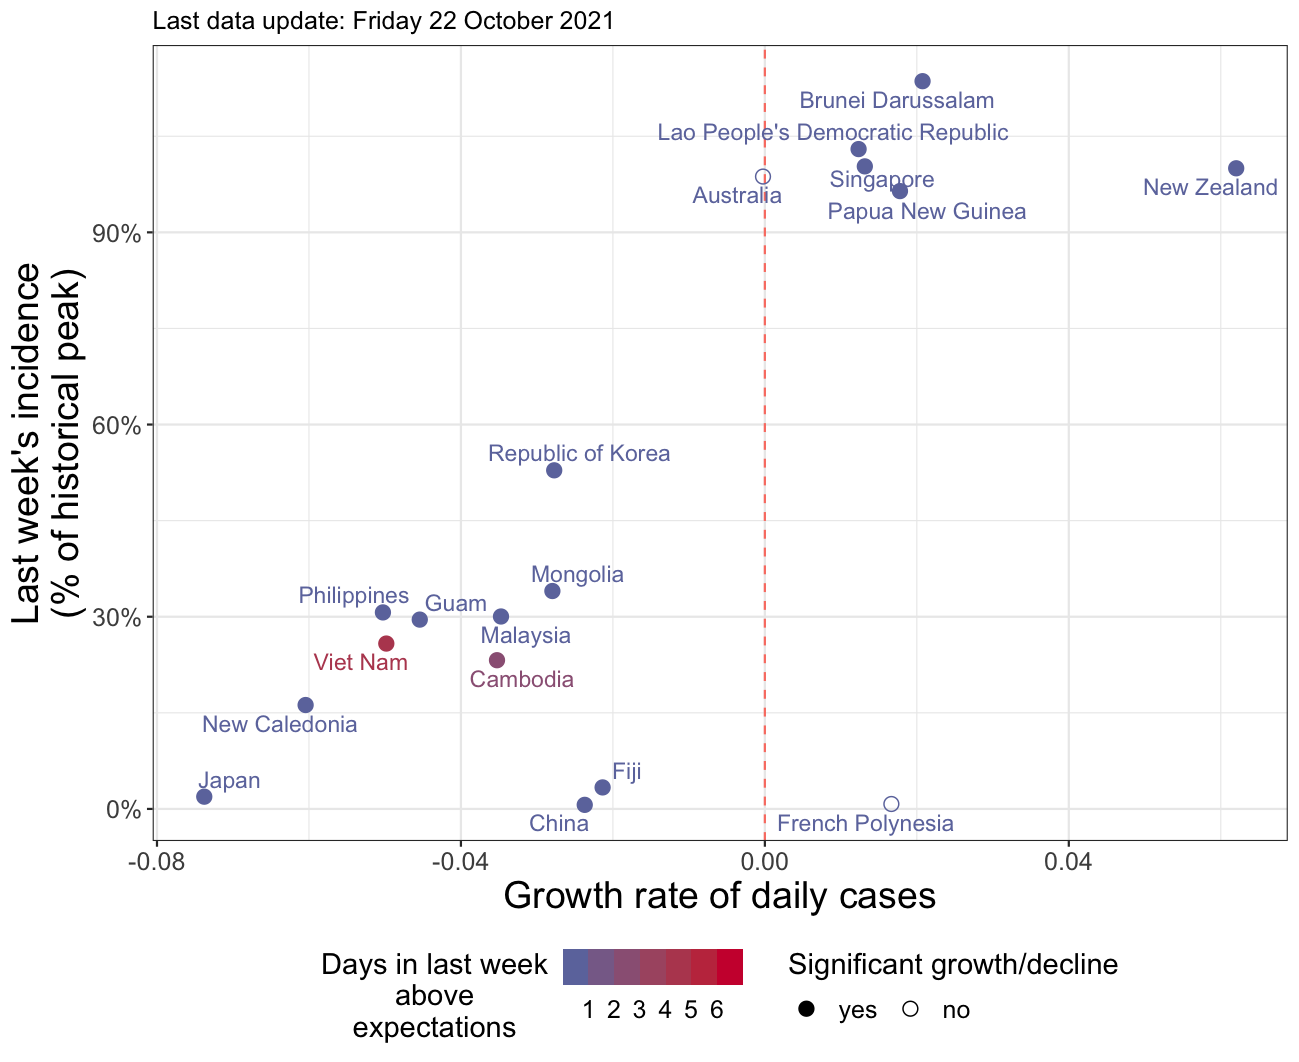 Last data update: Friday 22 October 2021
Brunei Darussalam
Lao People's Democratic Republic
Singapore
Australia
New Zealand
Papua New Guinea
90%
Last week's incidence
(% of historical peak)
60%
Republic of Korea
Mongolia
Philippines
Guam
30%
Malaysia
Viet Nam
Cambodia
New Caledonia
Fiji
Japan
0%
China
French Polynesia
-0.08 -0.04 0.00 0.04
Growth rate of daily cases
Days in last week
above
expectations
1 2 3 4 5 6
Significant growth/decline
yes no